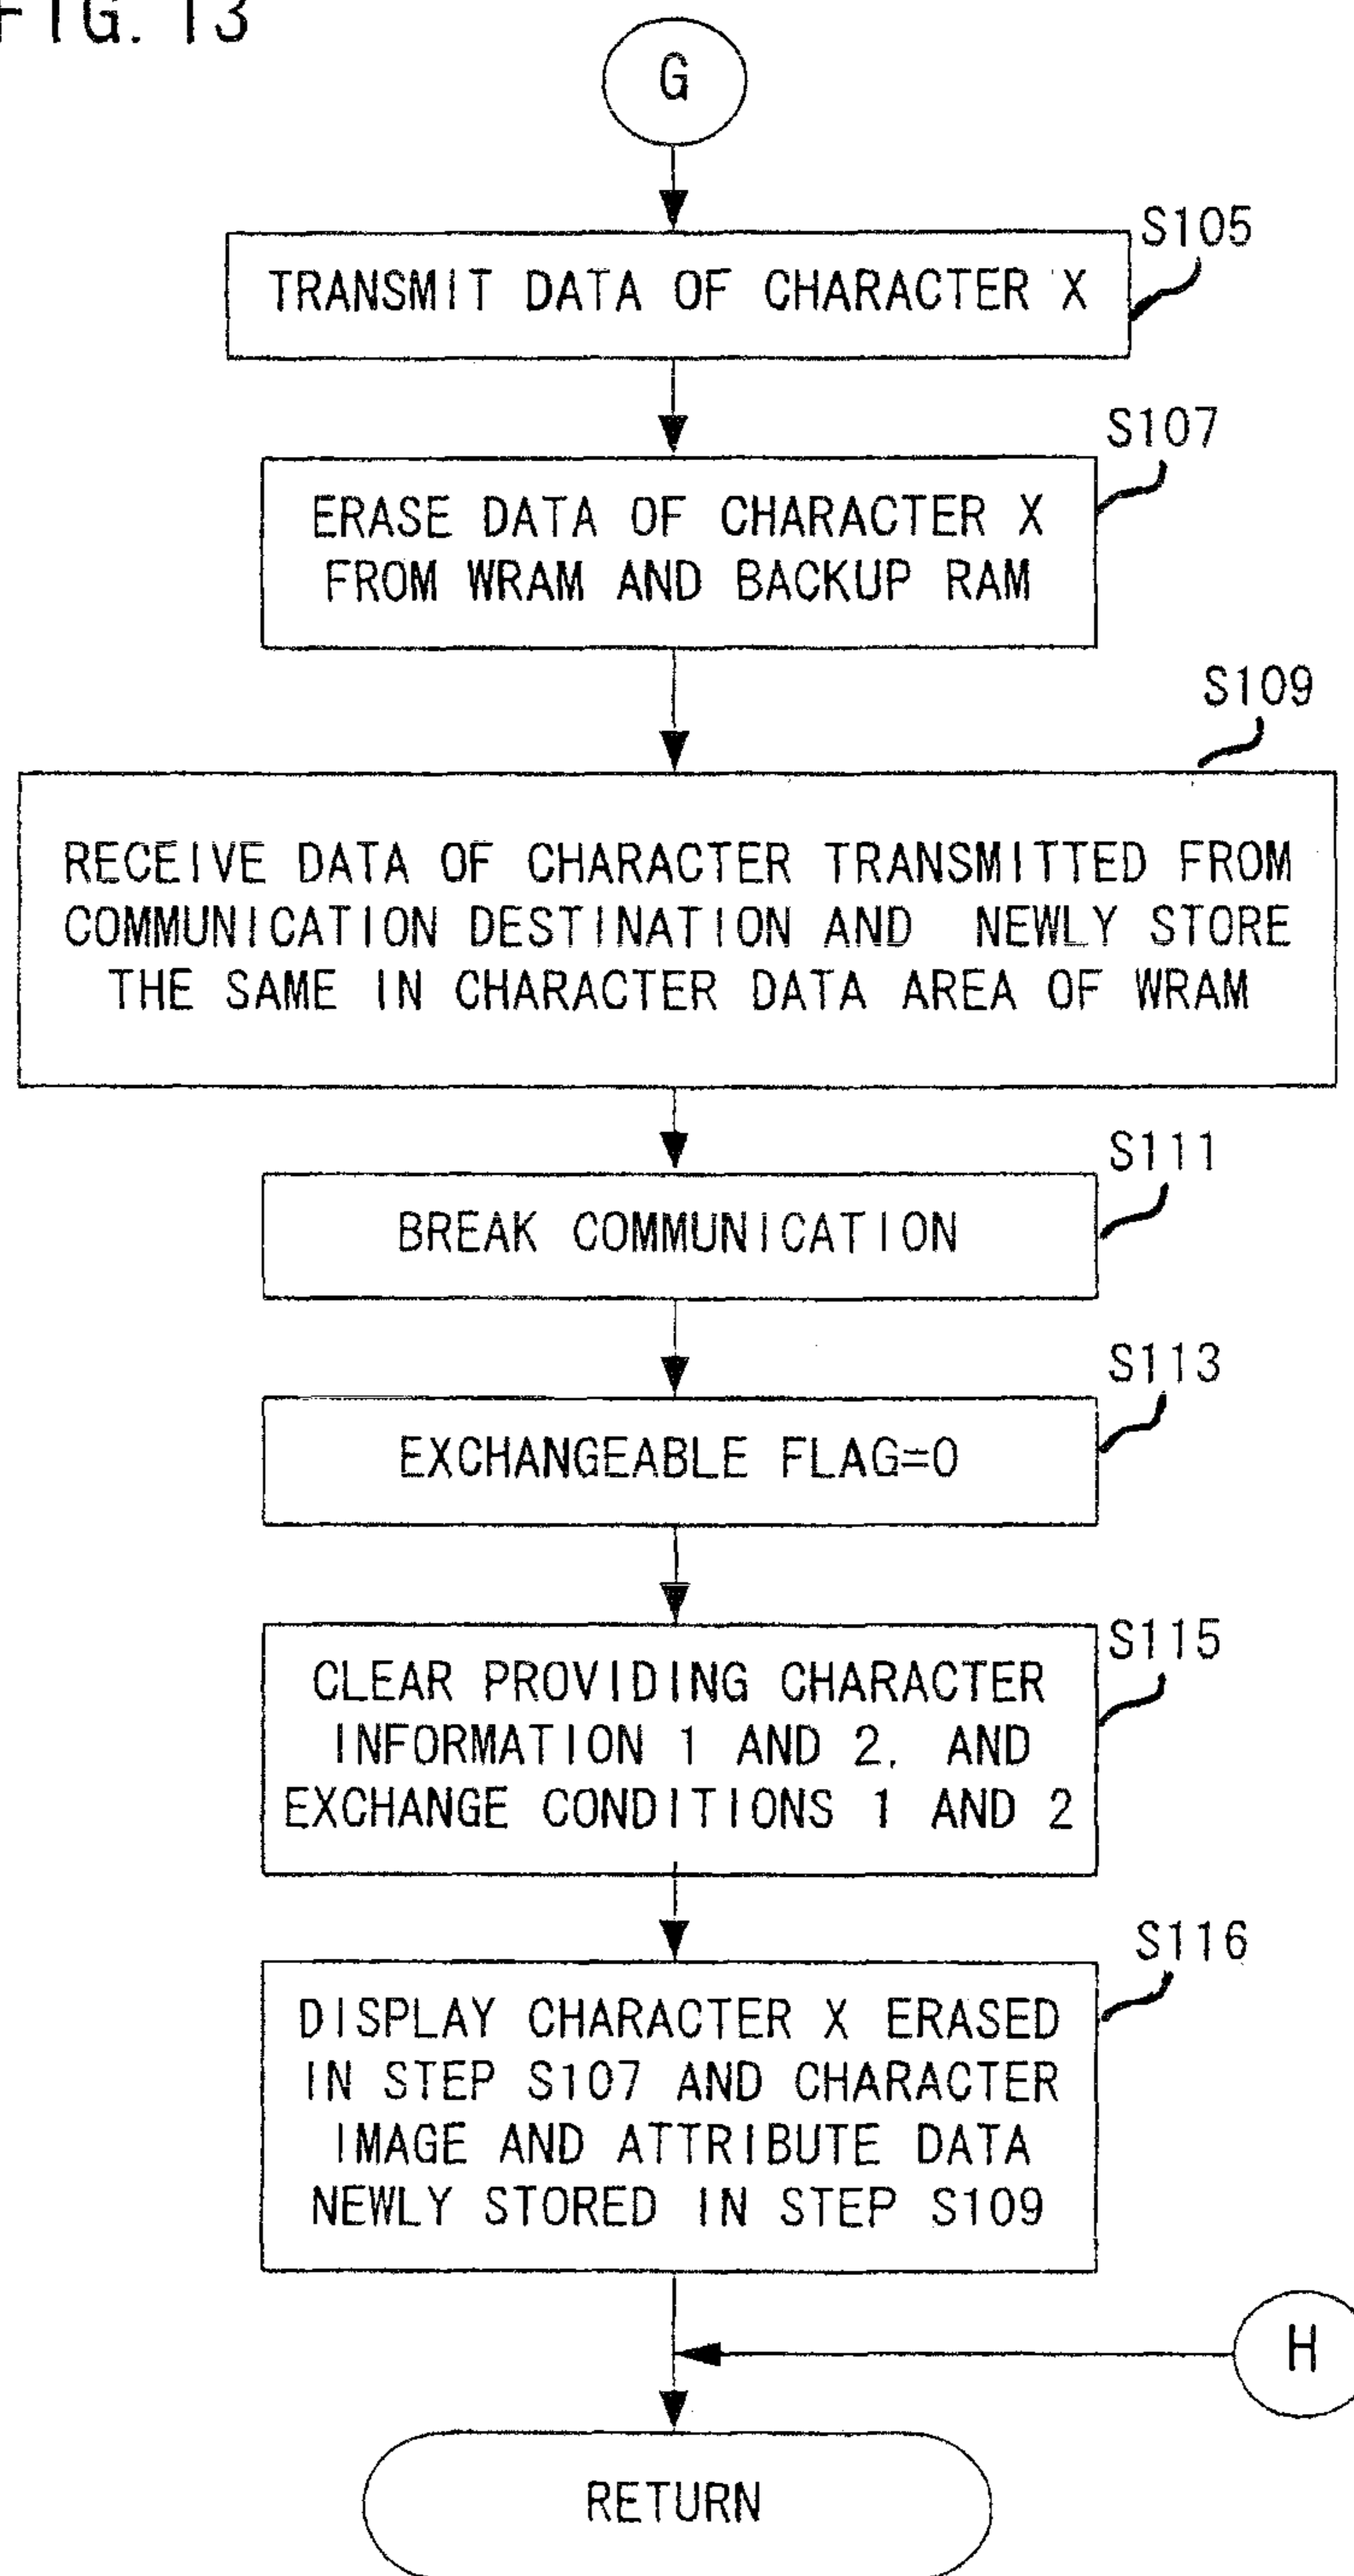 FIG. 13
G
S105
TRANSMIT DATA OF CHARACTER X
S107
ERASE DATA OF CHARACTER X
FROM WRAM AND BACKUP RAM
S109
RECEIVE DATA OF CHARACTER TRANSMITTED FROM
COMMUNICATION DESTINATION AND NEWLY STORE
THE SAME IN CHARACTER DATA AREA OF WRAM
S111
BREAK COMMUNICATION
S113
EXCHANGEABLE FLAG=0
S115
CLEAR PROVIDING CHARACTER
INFORMATION 1 AND 2, AND
EXCHANGE CONDITIONS 1 AND 2
S116
DISPLAY CHARACTER X ERASED
IN STEP S107 AND CHARACTER
IMAGE AND ATTRIBUTE DATA
NEWLY STORED IN STEP S109
H
RETURN